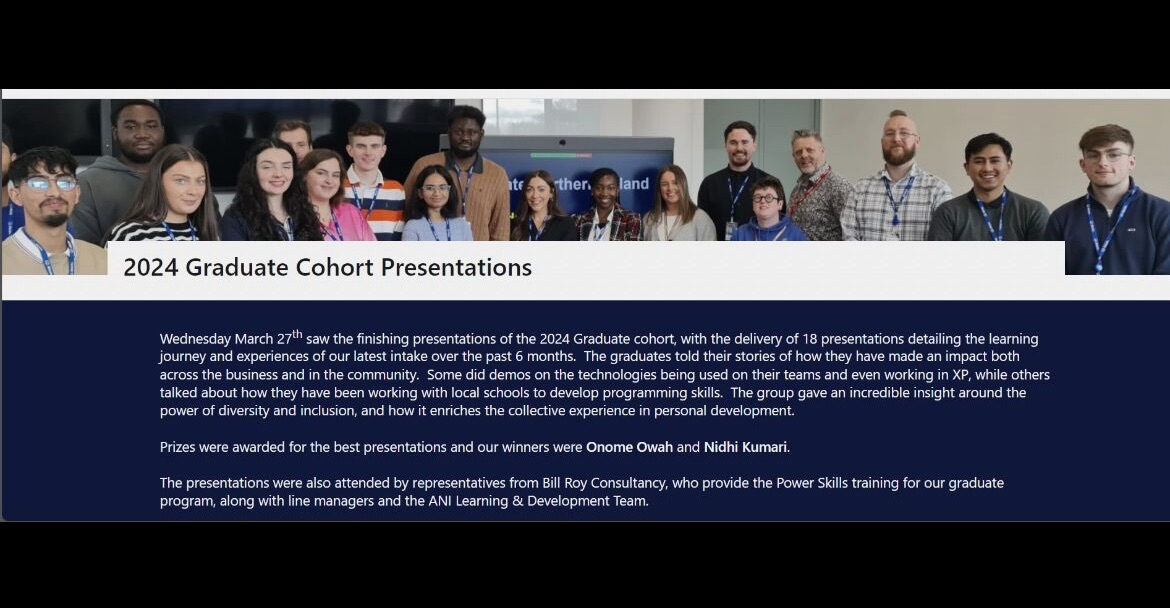 ate Northern Ireland
2024 Graduate Cohort Presentations
Wednesday March 27th saw the finishing presentations of the 2024 Graduate cohort, with the delivery of 18 presentations detailing the learning
journey and experiences of our latest intake over the past 6 months. The graduates told their stories of how they have made an impact both
across the business and in the community. Some did demos on the technologies being used on their teams and even working in XP, while others
talked about how they have been working with local schools to develop programming skills. The group gave an incredible insight around the
power of diversity and inclusion, and how it enriches the collective experience in personal development.
Prizes were awarded for the best presentations and our winners were Onome Owah and Nidhi Kumari.
The presentations were also attended by representatives from Bill Roy Consultancy, who provide the Power Skills training for our graduate
program, along with line managers and the ANI Learning & Development Team.